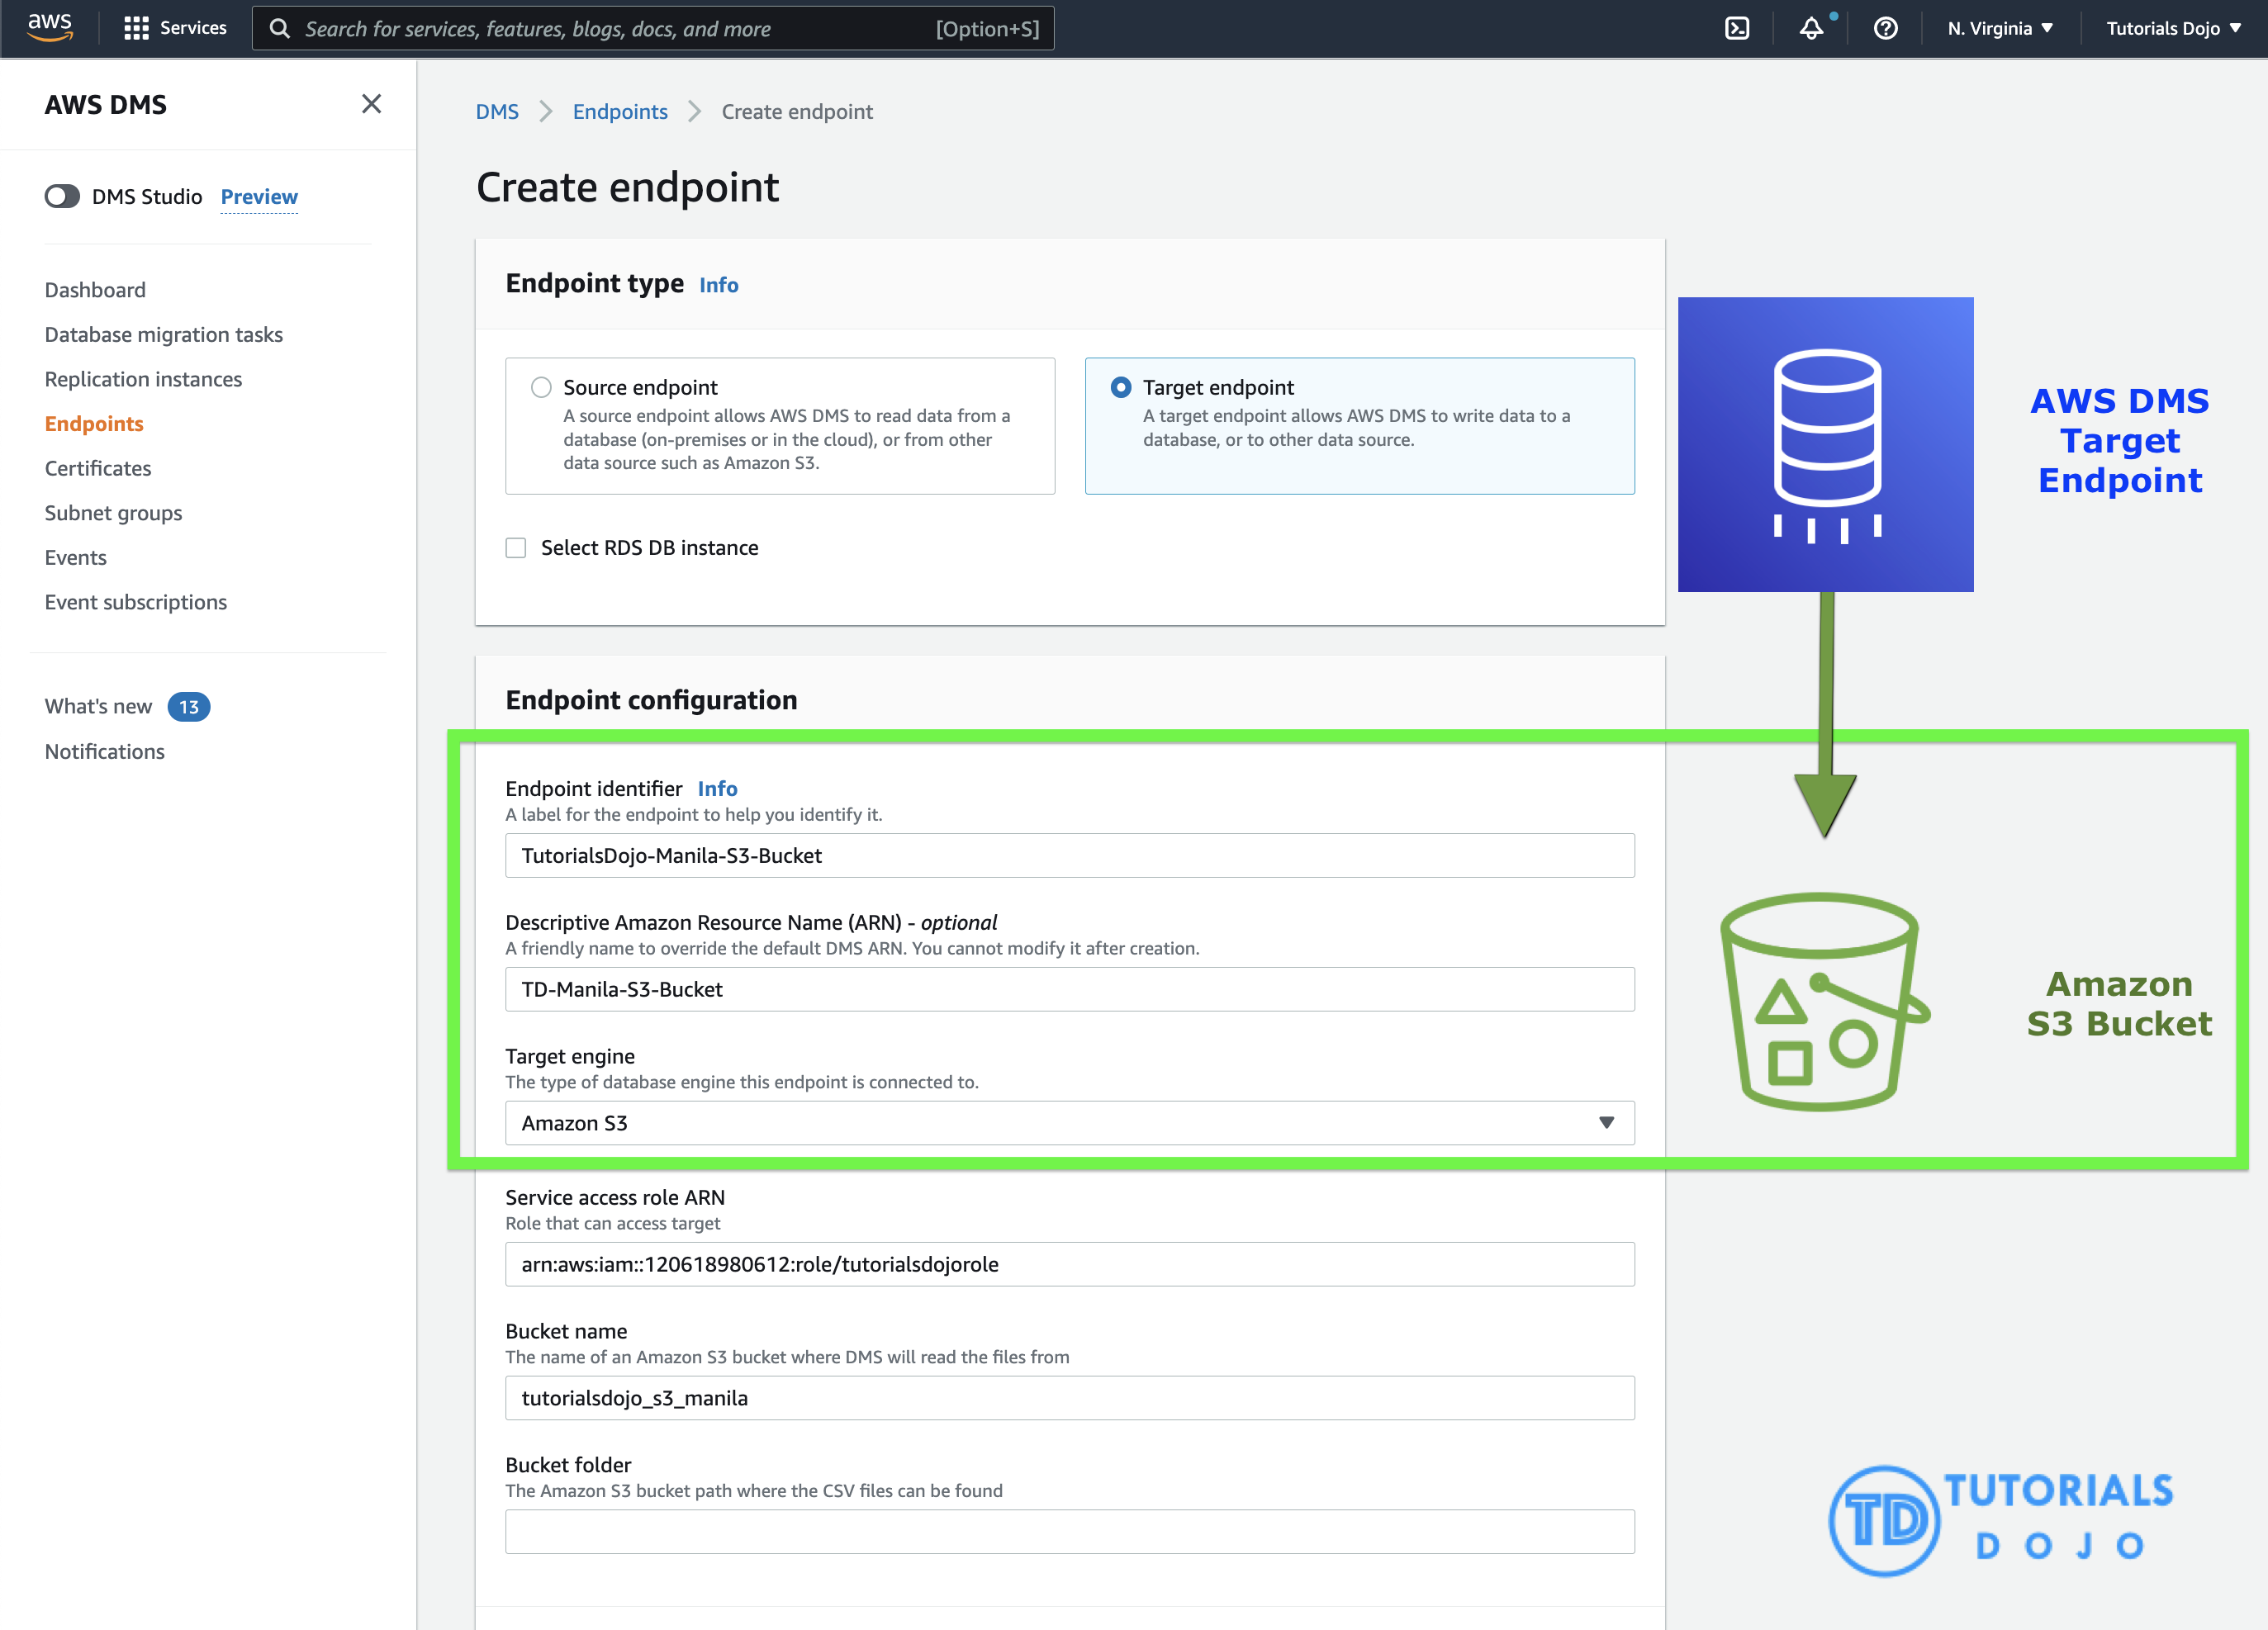 aws
Services
Search for services, features, blogs, docs, and more
[Option+S]
N. Virginia
Tutorials Dojo
AWS DMS
DMS Studio Preview
Dashboard
Database migration tasks
Replication instances
Endpoints
Certificates
Subnet groups
Events
Event subscriptions
What's new 13
Notifications
DMS Endpoints Create endpoint
Create endpoint
Endpoint type Info
Source endpoint
A source endpoint allows AWS DMS to read data from a
database (on-premises or in the cloud), or from other
data source such as Amazon S3.
Target endpoint
A target endpoint allows AWS DMS to write data to a
database, or to other data source.
Select RDS DB instance
AWS DMS
Target
Endpoint
Endpoint configuration
Endpoint identifier Info
A label for the endpoint to help you identify it.
TutorialsDojo-Manila-S3-Bucket
Descriptive Amazon Resource Name (ARN) - optional
A friendly name to override the default DMS ARN. You cannot modify it after creation.
TD-Manila-S3-Bucket
Target engine
The type of database engine this endpoint is connected to.
Amazon S3
Amazon
S3 Bucket
Service access role ARN
Role that can access target
arn:aws:iam::120618980612:role/tutorialsdojorole
Bucket name
The name of an Amazon S3 bucket where DMS will read the files from
tutorialsdojo_s3_manila
Bucket folder
The Amazon S3 bucket path where the CSV files can be found
TD TUTORIALS
DOJO